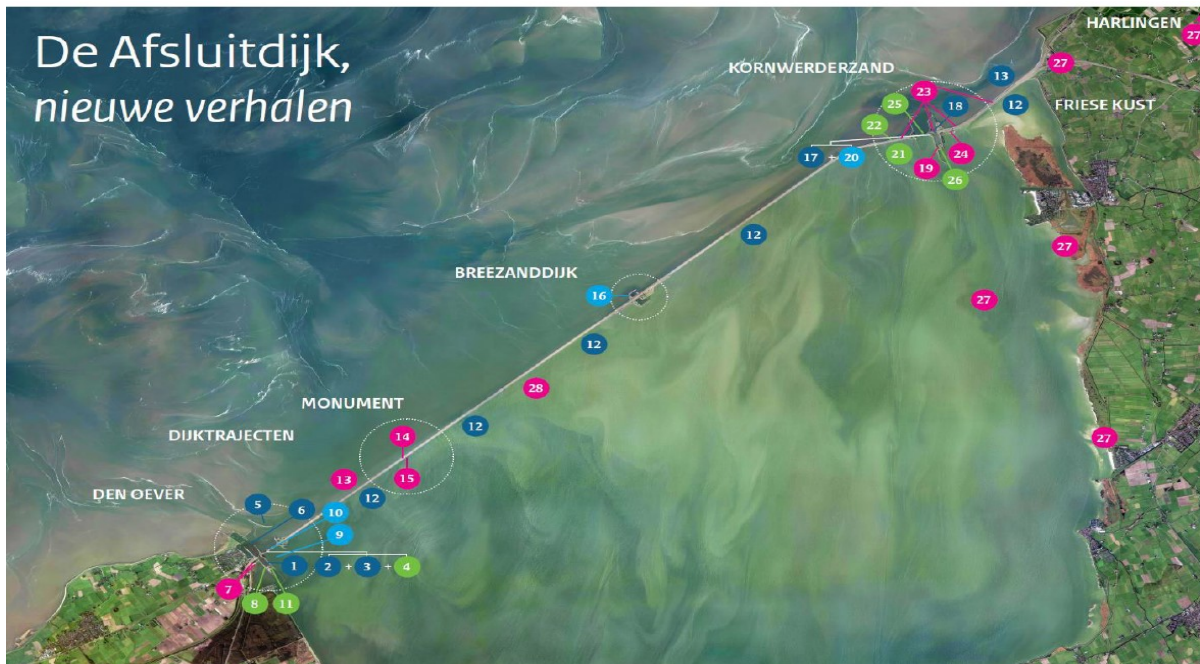 De Afsluitdijk,
nieuwe verhalen
HARLINGEN
27
27
KORNWERDERZAND
13
23
25
18
12
FRIESE KUST
22
21
24
17 + 20
19
26
12
27
BREEZANDDIJK
16
27
12
28
MONUMENT
12
14
DIJKTRAJECTEN
27
15
13
DEN OEVER
12
5
6
10
9
1
2 + 3 + 4
7
8
11